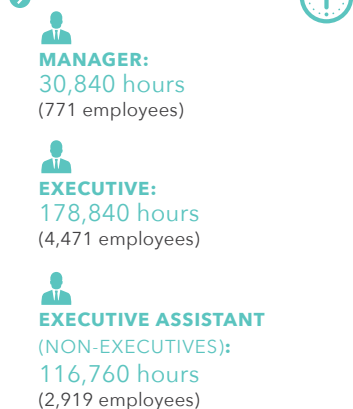 MANAGER:
30,840 hours
(771 employees)
EXECUTIVE:
178,840 hours
(4,471 employees)
EXECUTIVE ASSISTANT
(NON-EXECUTIVES):
116,760 hours
(2,919 employees)